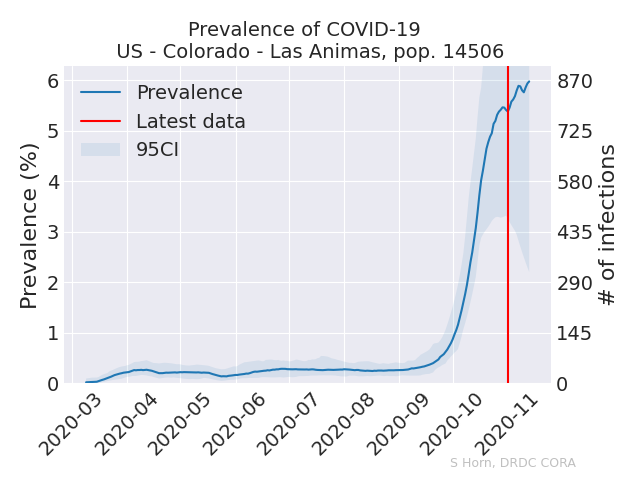 Prevalence of COVID-19
US - Colorado - Las Animas, pop. 14506
Prevalence
Latest data
95CI
Prevalence (%)
6
5
4
3
2
1
0
870
725
580
435
290
145
0
# of infections
2020-03
2020-04
2020-05
2020-06
2020-07
2020-08
2020-09
2020-10
2020-11
S Horn, DRDC CORA